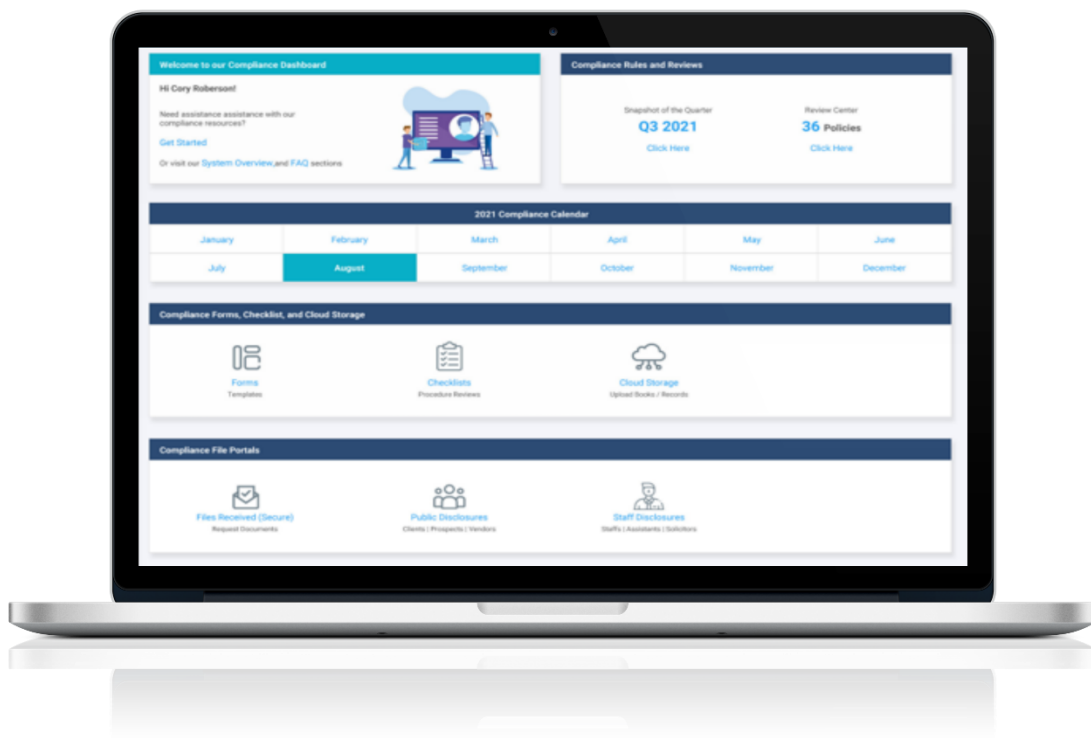 Welcome to our Compliance Dashboard
Hi Cory Roberson!
Need assistance assistance with our
compliance resources?
Get Started
Or visit our System Overview,and FAQ sections
Compliance Rules and Reviews
Snapshot of the Quarter
Q3 2021
Click Here
Review Center
36 Policies
Click Here
2021 Compliance Calendar
January February March April May June
July August September October November December
Compliance Forms, Checklist, and Cloud Storage
Forms
Templates
Checklists
Procedure Reviews
Cloud Storage
Upload Books / Records
Compliance File Portals
Files Received (Secure)
Request Documents
Public Disclosures
Clients | Prospects | Vendors
Staff Disclosures
Staffs | Assistants | Solicitors